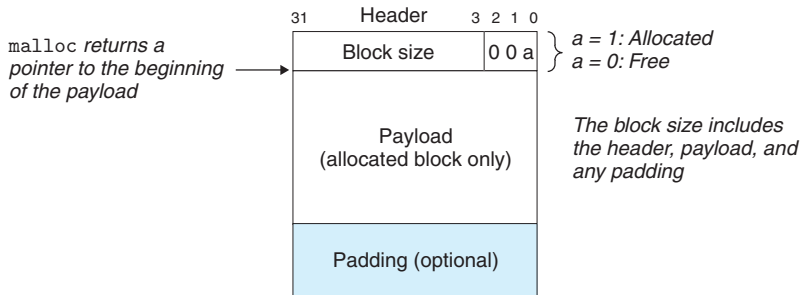 31 Header 3 2 1 0
malloc returns a
pointer to the beginning
of the payload
Block size
0 0 a
a = 1: Allocated
a = 0: Free
Payload
(allocated block only)
The block size includes
the header, payload, and
any padding
Padding (optional)